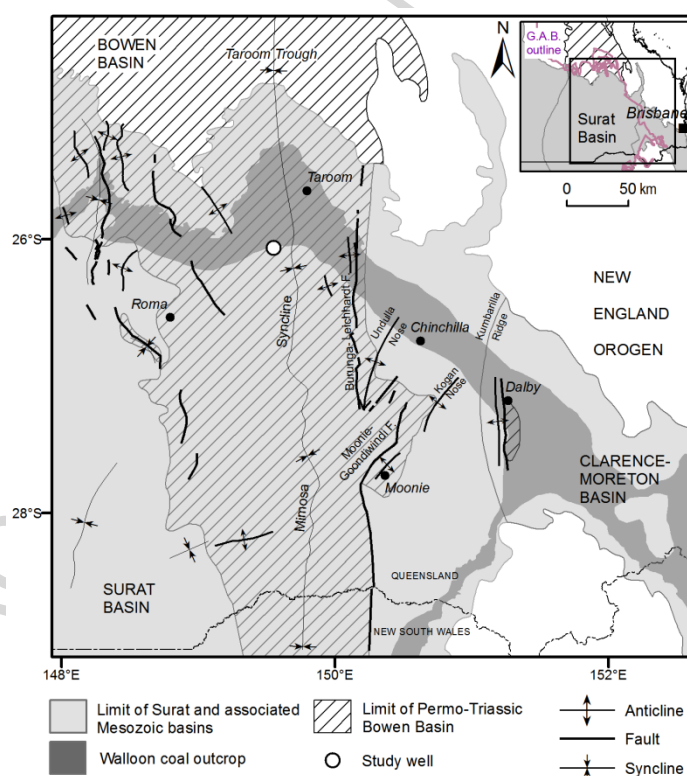 BOWEN
BASIN
Taroom Trough
N
G.A.B.
outline
Brisbane
Surat
Basin
0 50 km
Taroom
26°S
Roma
Syncline
Burunga-Leichhardt F.
Undulla
Nose
Chinchilla
Kumbarilla
Ridge
NEW
ENGLAND
OROGEN
Kogan
Nose
Dalby
Moonie-
Goondiwindi F.
Moonie
CLARENCE-
MORETON
BASIN
Mimosa
28°S
SURAT
BASIN
QUEENSLAND
NEW SOUTH WALES
148°E
150°E
152°E
Limit of Surat and associated
Mesozoic basins
Walloon coal outcrop
Limit of Permo-Triassic
Bowen Basin
Study well
Anticline
Fault
Syncline